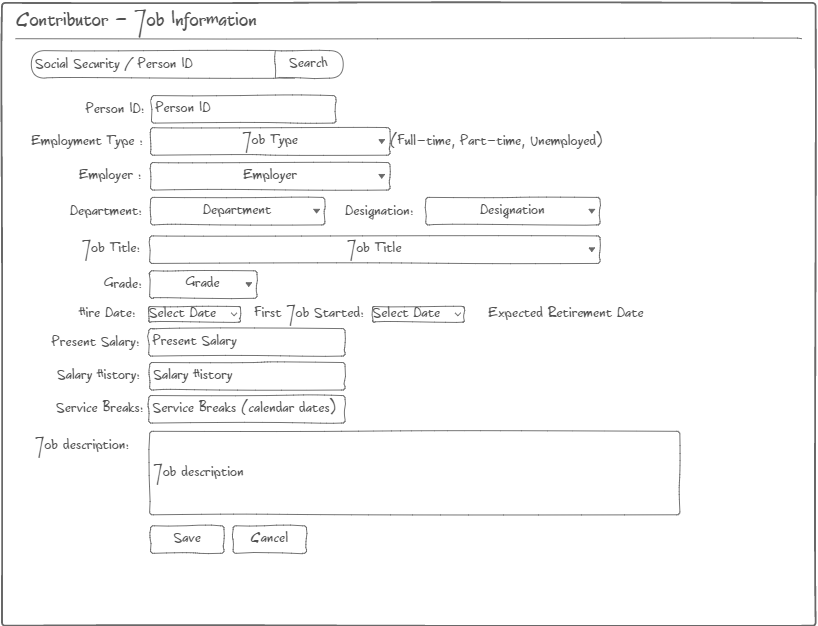 Contributor - Job Information
Social Security / Person ID Search
Person ID: Person ID
Employment Type : Job Type (Full-time, Part-time, Unemployed)
Employer : Employer
Department: Department Designation: Designation
Job Title: Job Title
Grade: Grade
Hire Date: Select Date First Job Started: Select Date Expected Retirement Date
Present Salary: Present Salary
Salary History: Salary History
Service Breaks: Service Breaks (calendar dates)
Job description:
Job description
Save Cancel